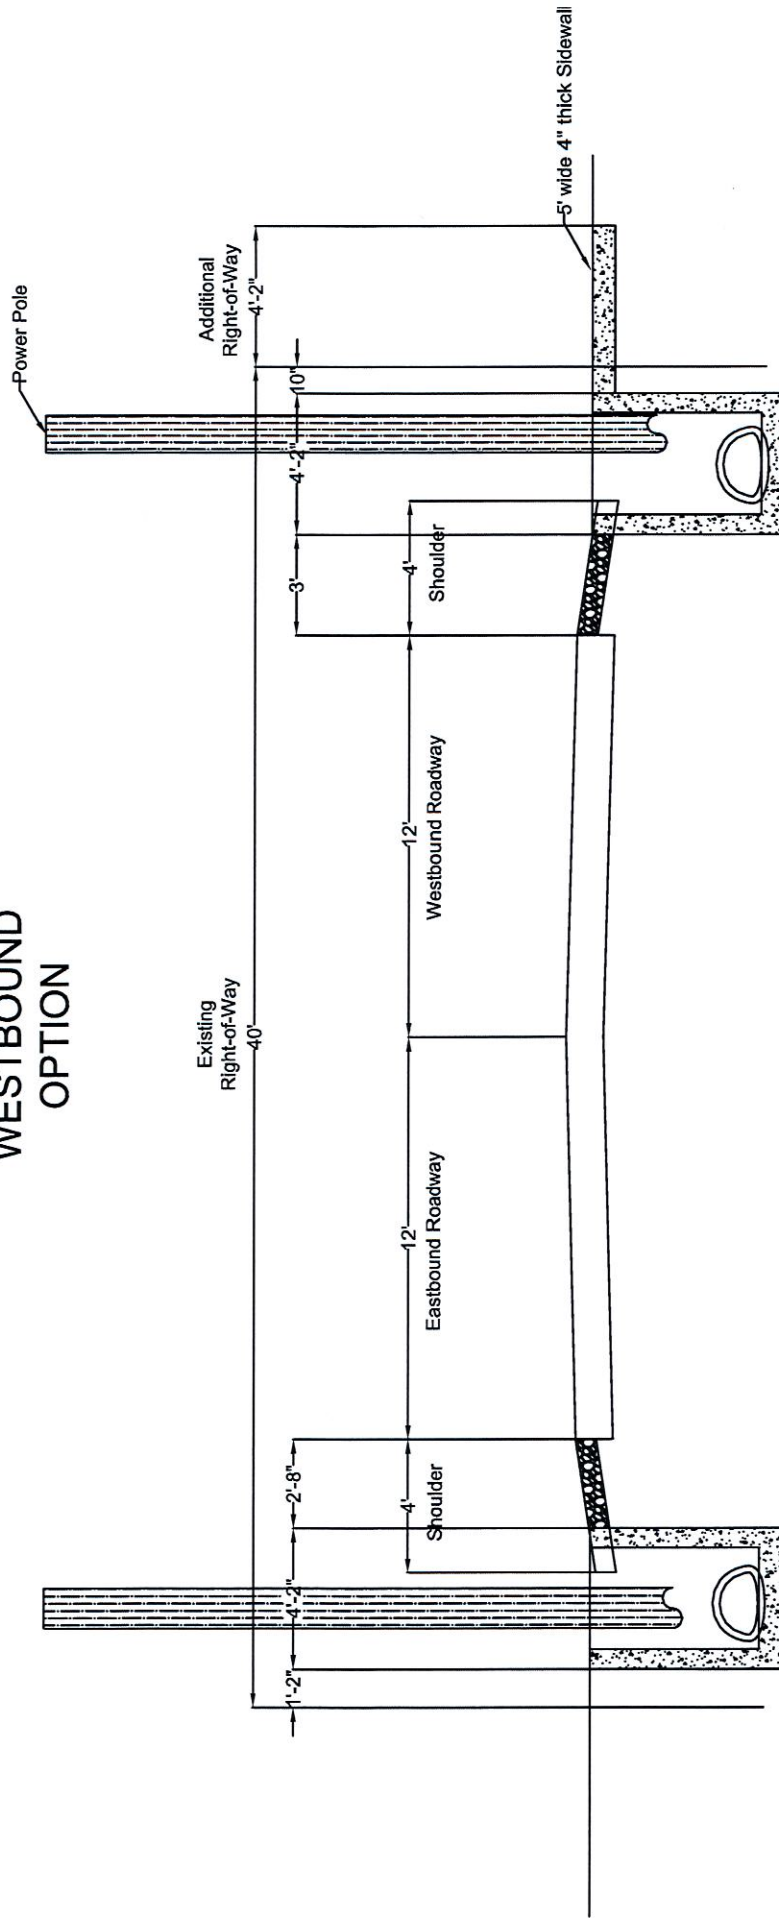 WESTBOUND
OPTION
Power Pole
Existing
Right-of-Way
40'
Additional
Right-of-Way
4'-2"
1'-2"
4'-2"
2'-8"
3'
4'-2"
10"
4'
Shoulder
12'
Eastbound Roadway
12'
Westbound Roadway
4'
Shoulder
5' wide 4" thick Sidewal